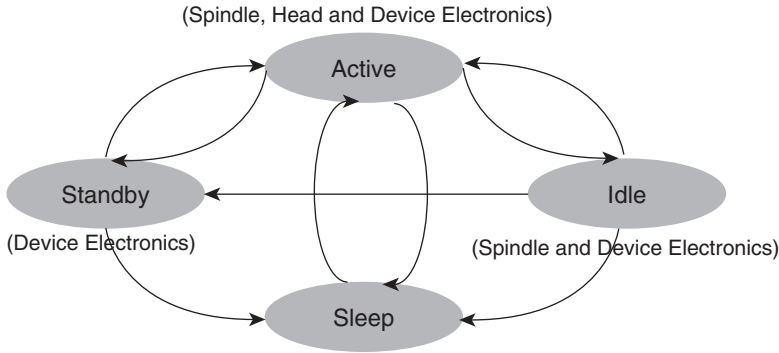 (Spindle, Head and Device Electronics)
Active
Standby
Idle
(Device Electronics)
(Spindle and Device Electronics)
Sleep